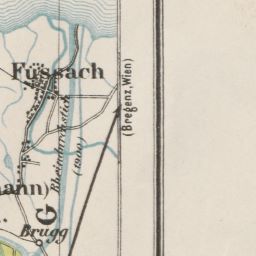 Fussach
(Bregenz, Wien)
Rheindurchstich
(1900)
mann)
G
Brugg